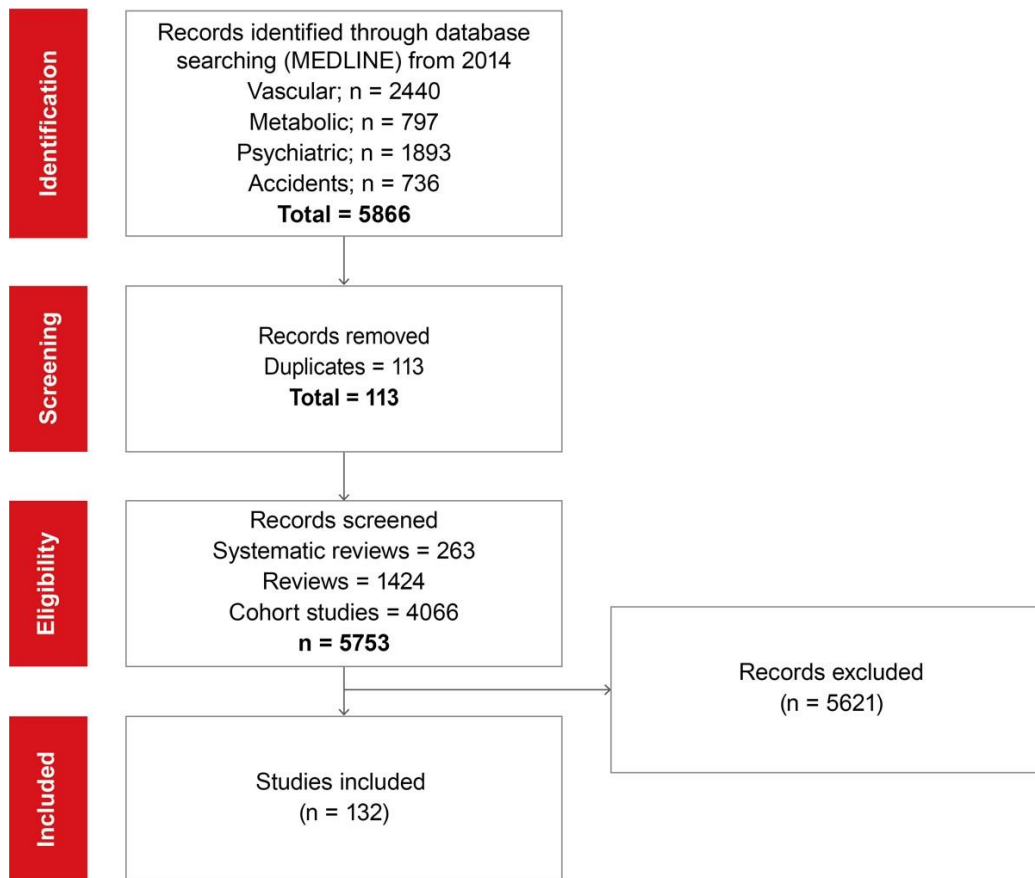 Identification
Records identified through database
searching (MEDLINE) from 2014
Vascular; n = 2440
Metabolic; n = 797
Psychiatric; n = 1893
Accidents; n = 736
Total = 5866
Screening
Records removed
Duplicates = 113
Total = 113
Eligibility
Records screened
Systematic reviews = 263
Reviews = 1424
Cohort studies = 4066
n = 5753
Records excluded
(n = 5621)
Included
Studies included
(n = 132)